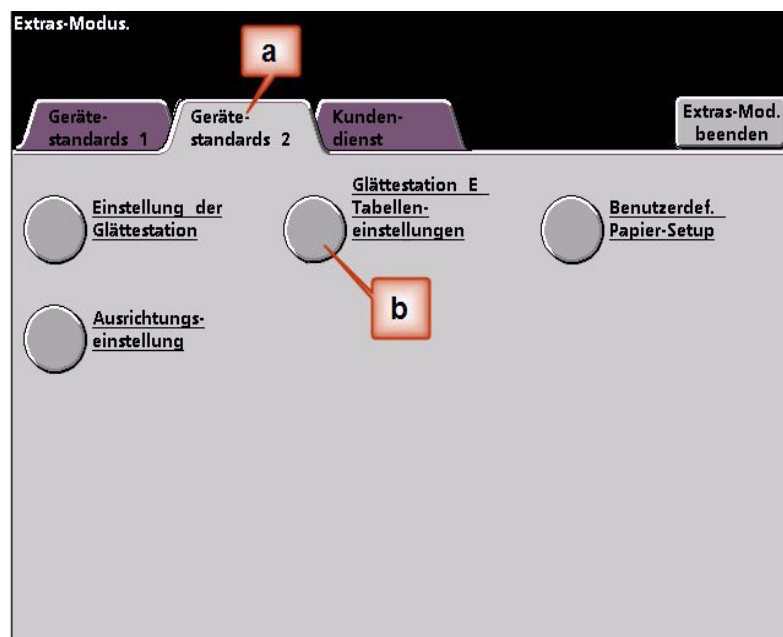 Extras-Modus.
a
Geräte-
standards 1
Geräte-
standards 2
Kunden-
dienst
Extras-Mod.
beenden
Einstellung der
Glättestation
Glättestation E
Tabellen-
einstellungen
Benutzerdef.
Papier-Setup
b
Ausrichtungs-
einstellung